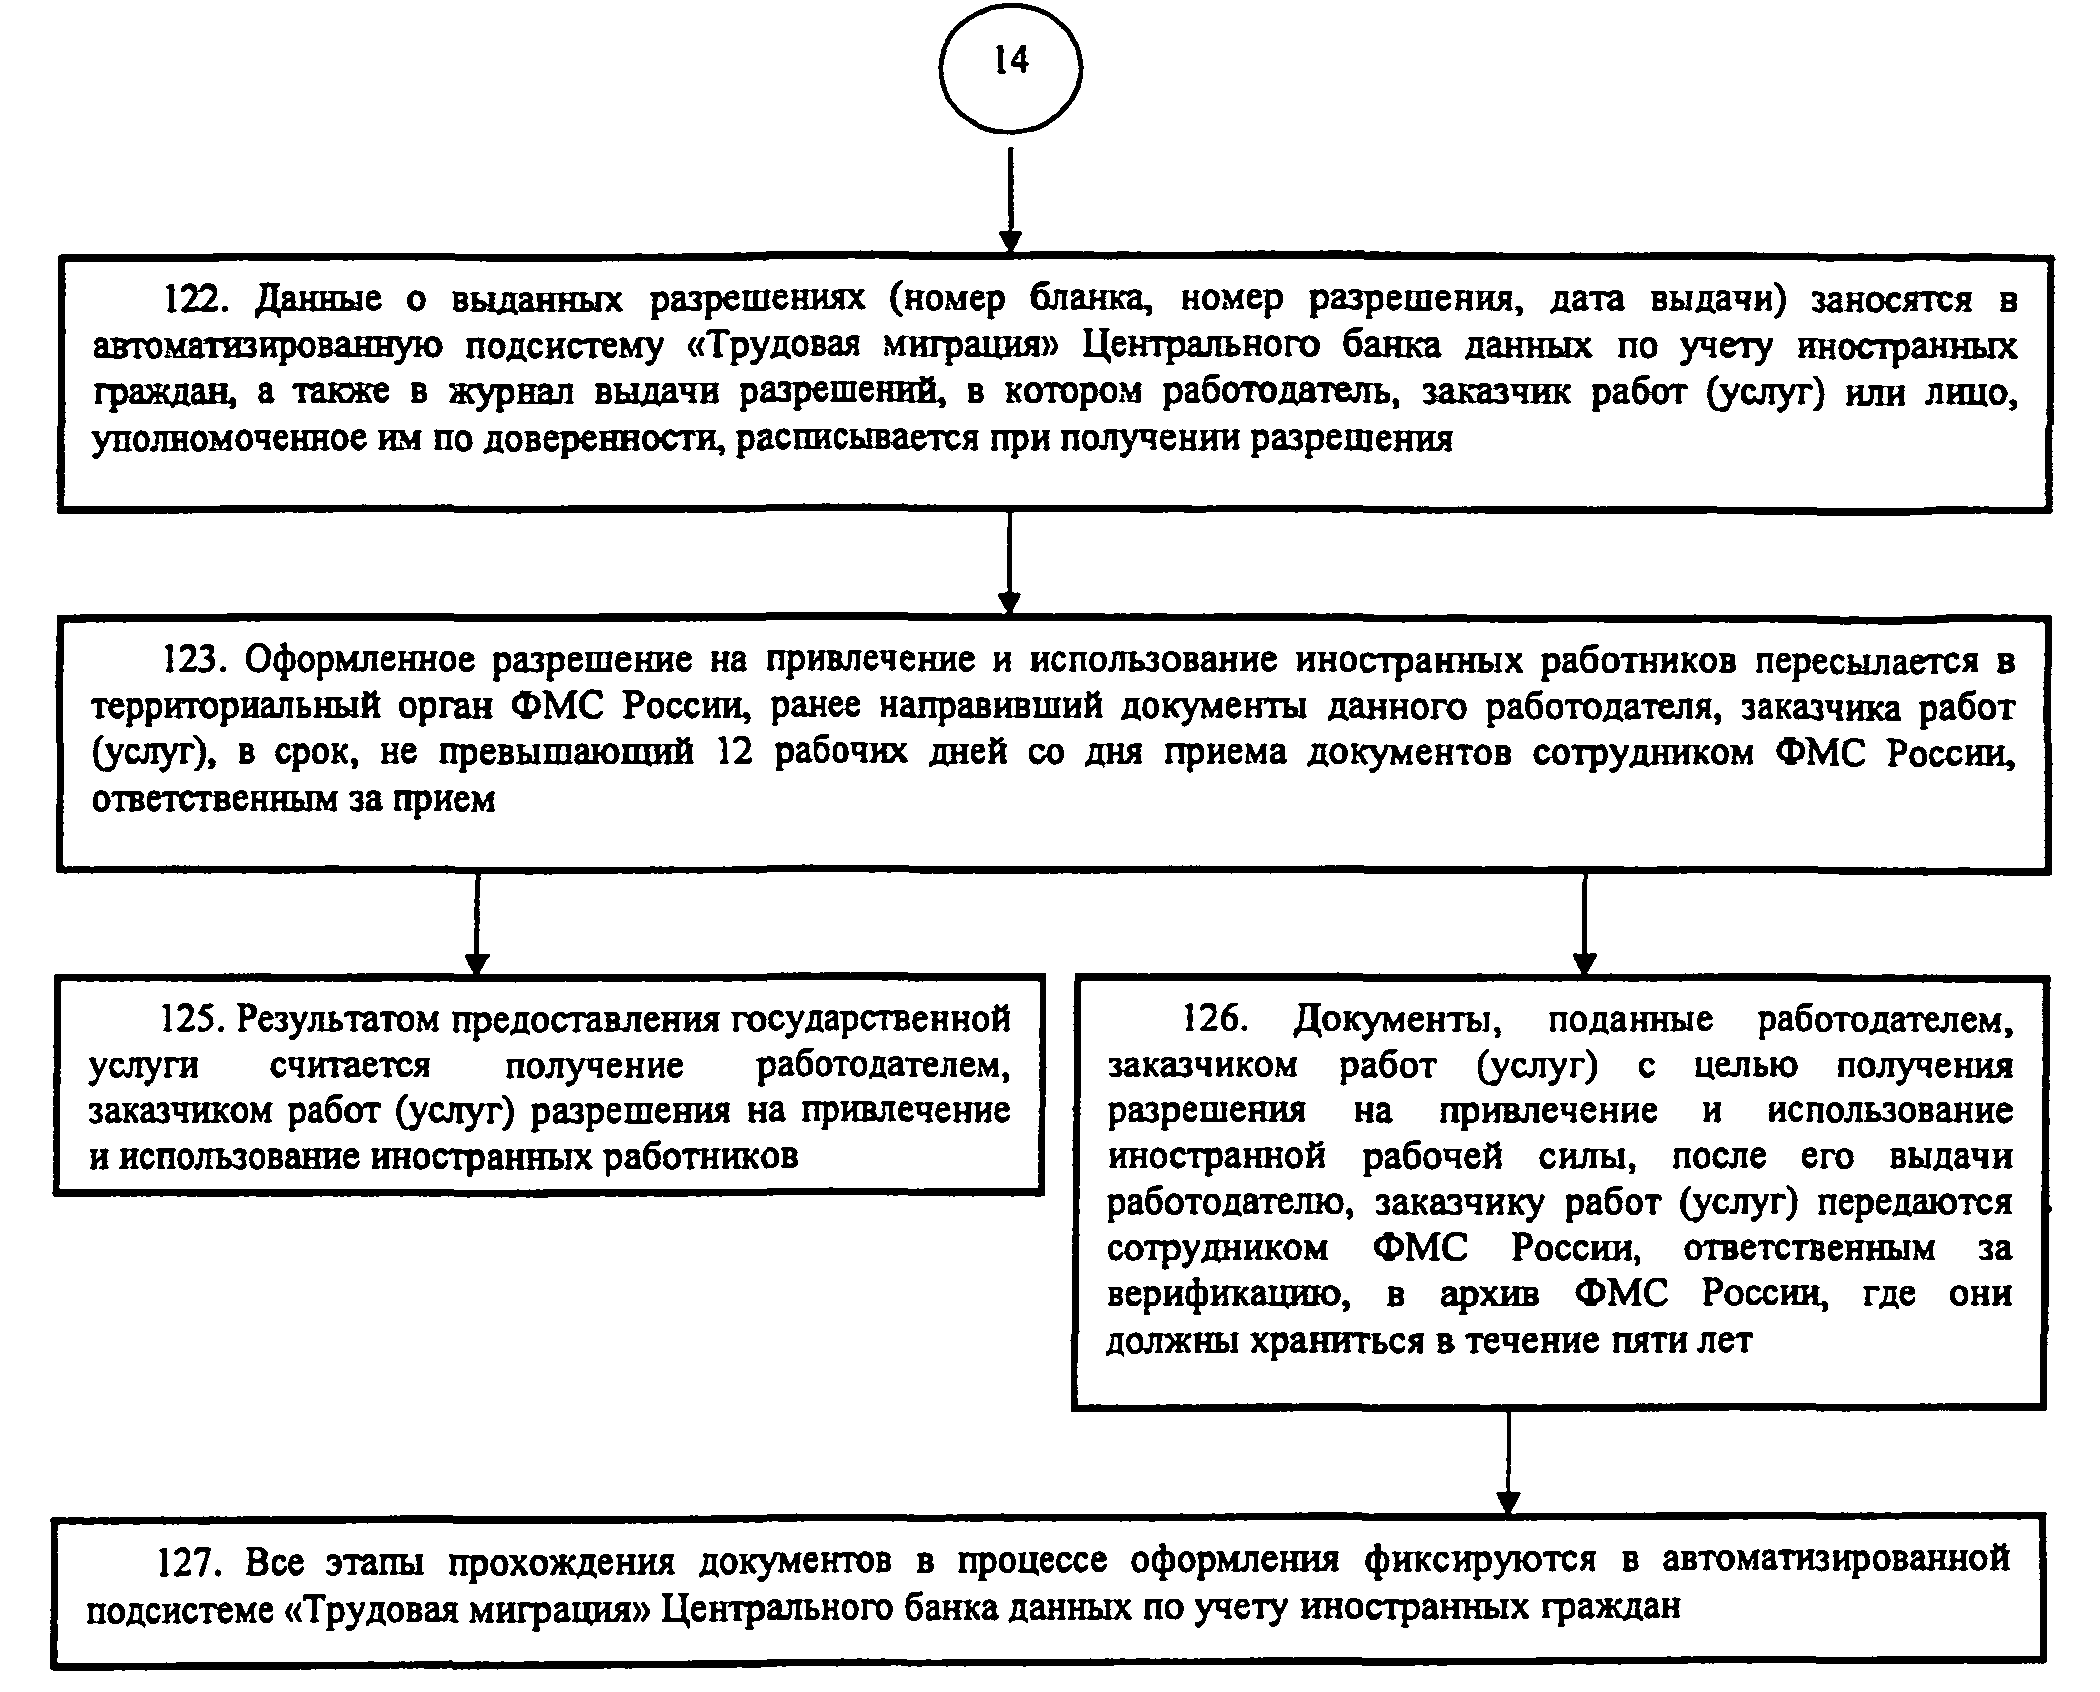 14
122. Данные о выданных разрешениях (номер бланка, номер разрешения, дата выдачи) заносятся в
автоматизированную подсистему «Трудовая миграция» Центрального банка данных по учету иностранных
граждан, а также в журнал выдачи разрешений, в котором работодатель, заказчик работ (услуг) или лицо,
уполномоченное им по доверенности, расписывается при получении разрешения
123. Оформленное разрешение на привлечение и использование иностранных работников пересылается в
территориальный орган ФМС России, ранее направивший документы данного работодателя, заказчика работ
(услуг), в срок, не превышающий 12 рабочих дней со дня приема документов сотрудником ФМС России,
ответственным за прием
125. Результатом предоставления государственной
услуги считается получение работодателем,
заказчиком работ (услуг) разрешения на привлечение
и использование иностранных работников
126. Документы, поданные работодателем,
заказчиком работ (услуг) с целью получения
разрешения на привлечение и использование
иностранной рабочей силы, после его выдачи
работодателю, заказчику работ (услуг) передаются
сотрудником ФМС России, ответственным за
верификацию, в архив ФМС России, где они
должны храниться в течение пяти лет
127. Все этапы прохождения документов в процессе оформления фиксируются в автоматизированной
подсистеме «Трудовая миграция» Центрального банка данных по учету иностранных граждан